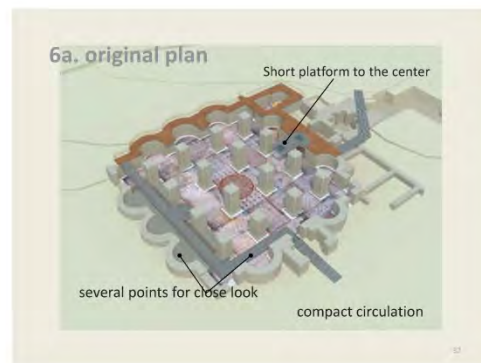 6a. original plan
Short platform to the center
several points for close look
compact circulation